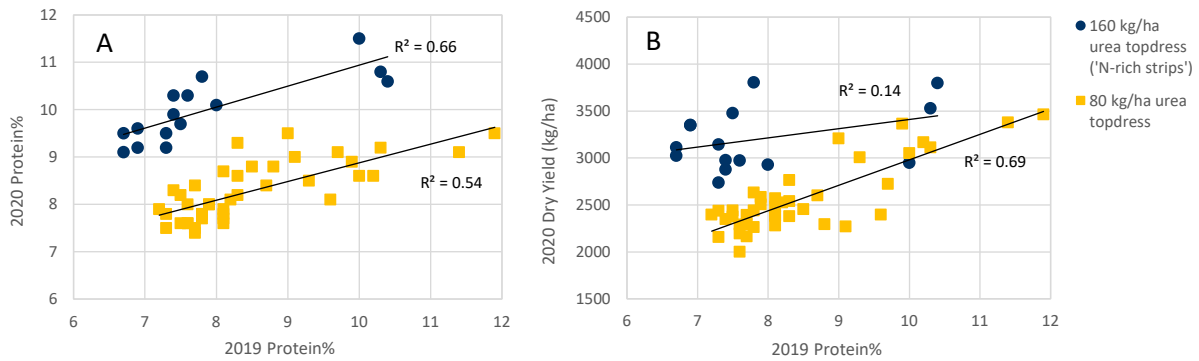 A
12
11
10
9
8
7
6
2020 Protein%
R² = 0.66
R² = 0.54
6 7 8 9 10 11 12
2019 Protein%
B
4500
4000
3500
3000
2500
2000
1500
2020 Dry Yield (kg/ha)
R² = 0.14
R² = 0.69
6 7 8 9 10 11 12
2019 Protein%
160 kg/ha
urea topdress
('N-rich strips')
80 kg/ha urea
topdress